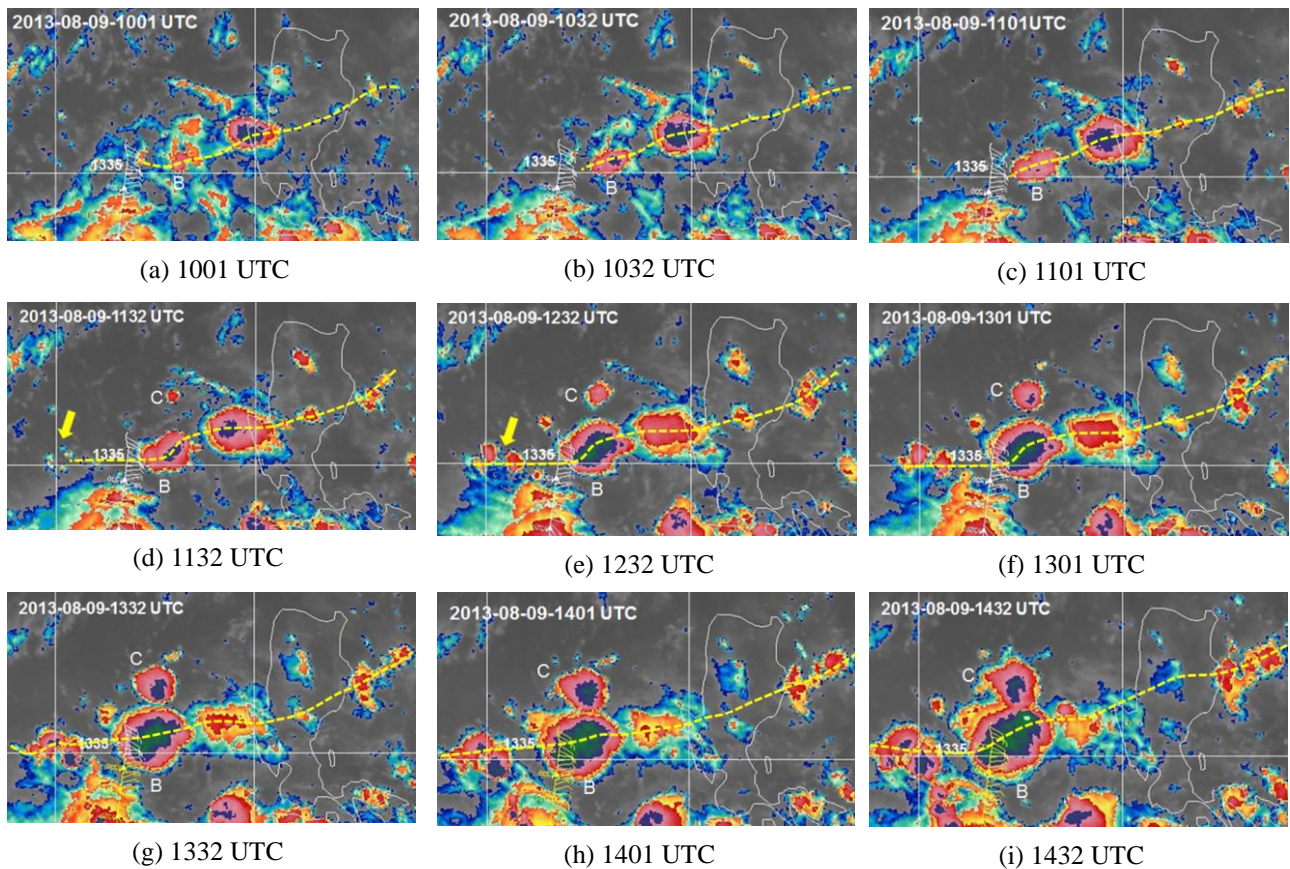 2013-08-09-1001 UTC
1335
B
(a) 1001 UTC
2013-08-09-1032 UTC
1335
B
(b) 1032 UTC
2013-08-09-1101UTC
1335
B
(c) 1101 UTC
2013-08-09-1132 UTC
C
1335
B
(d) 1132 UTC
2013-08-09-1232 UTC
C
1335
B
(e) 1232 UTC
2013-08-09-1301 UTC
C
1335
B
(f) 1301 UTC
2013-08-09-1332 UTC
C
1335
B
(g) 1332 UTC
2013-08-09-1401 UTC
C
1335
B
(h) 1401 UTC
2013-08-09-1432 UTC
C
1335
B
(i) 1432 UTC